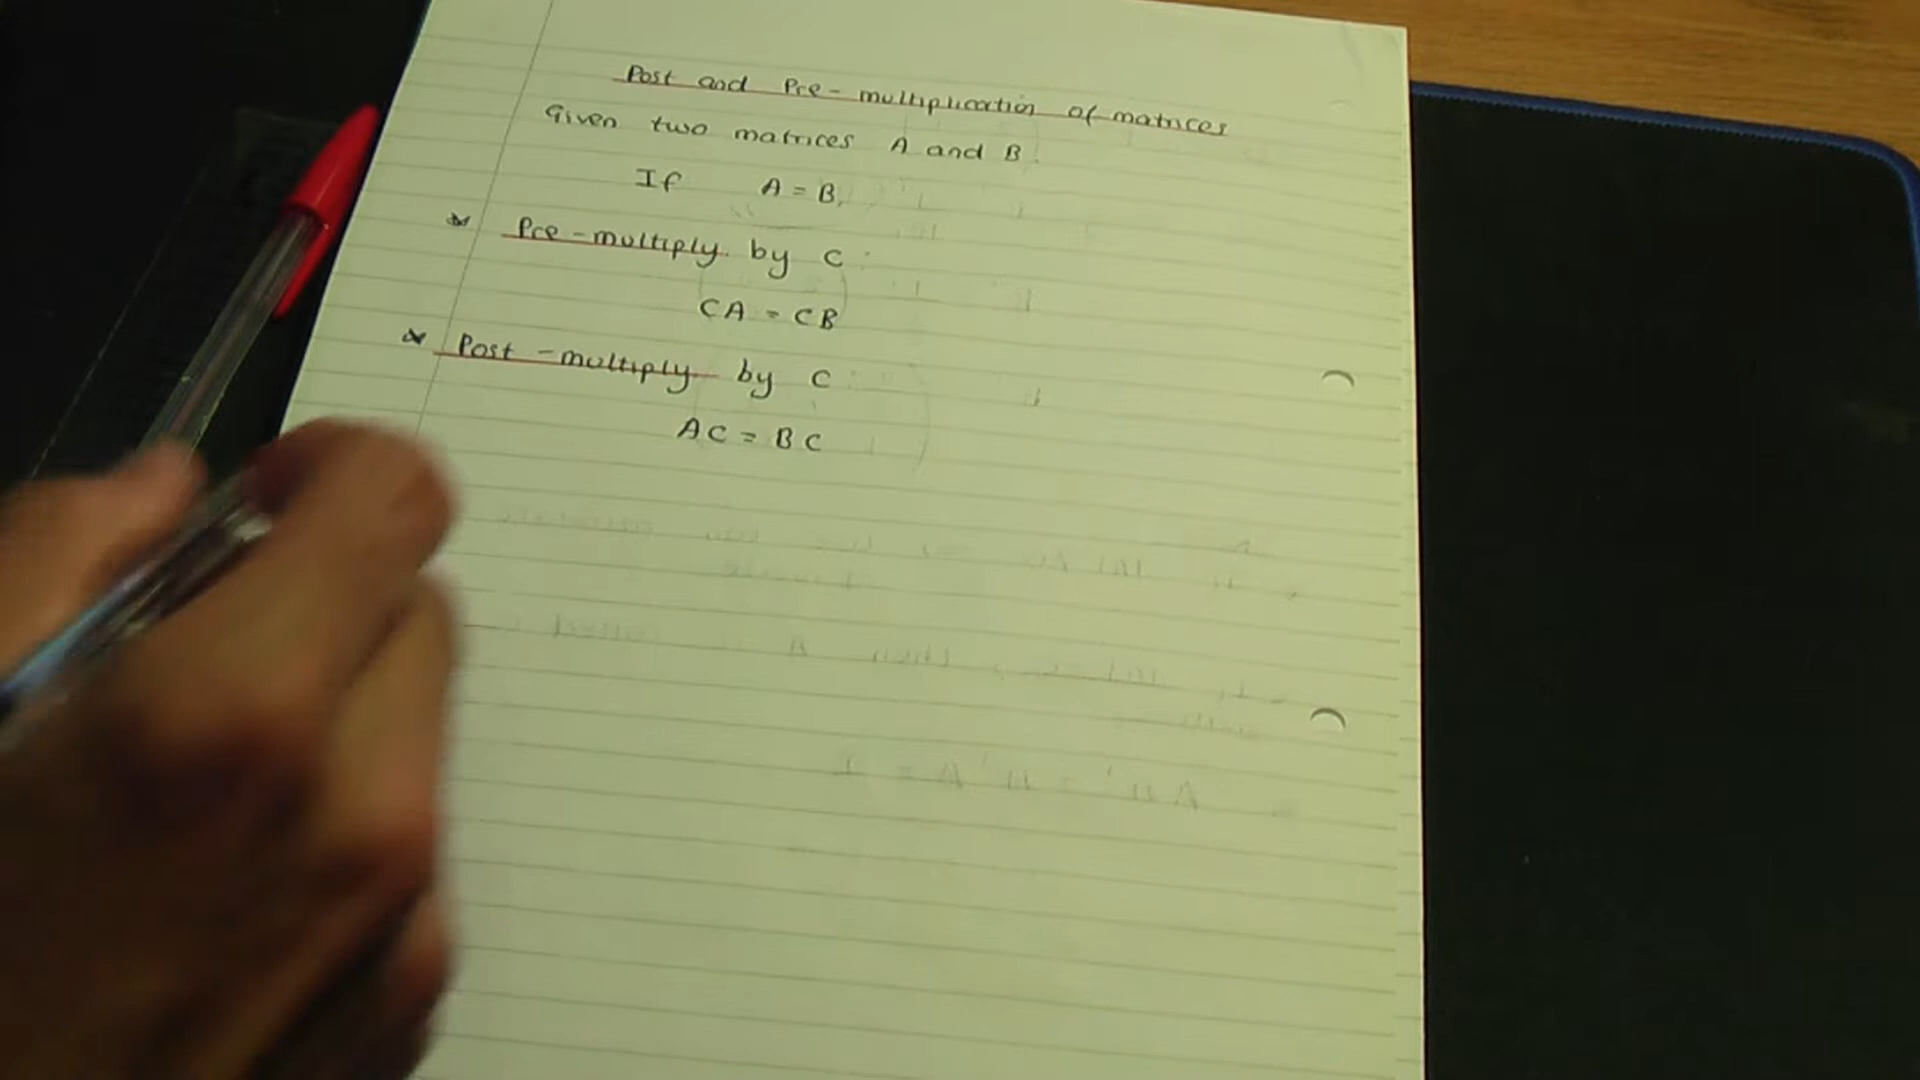 Post and Pre-multiplication of matrices
Given two matrices A and B.
If A = B,
* Pre-multiply by C:
CA = CB
* Post-multiply by C:
AC = BC